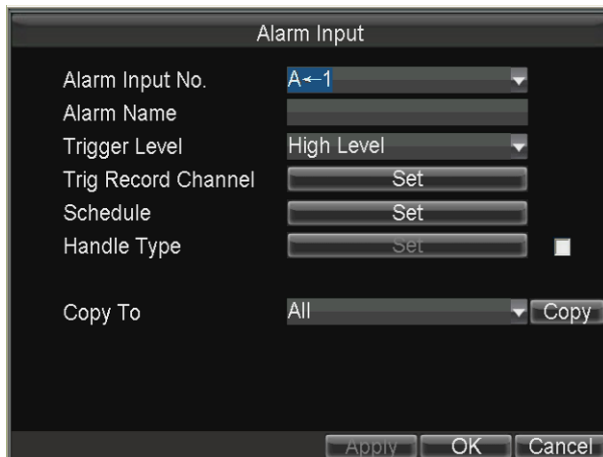 Alarm Input
Alarm Input No. A←1
Alarm Name
Trigger Level High Level
Trig Record Channel Set
Schedule Set
Handle Type Set
Copy To All Copy
Apply OK Cancel